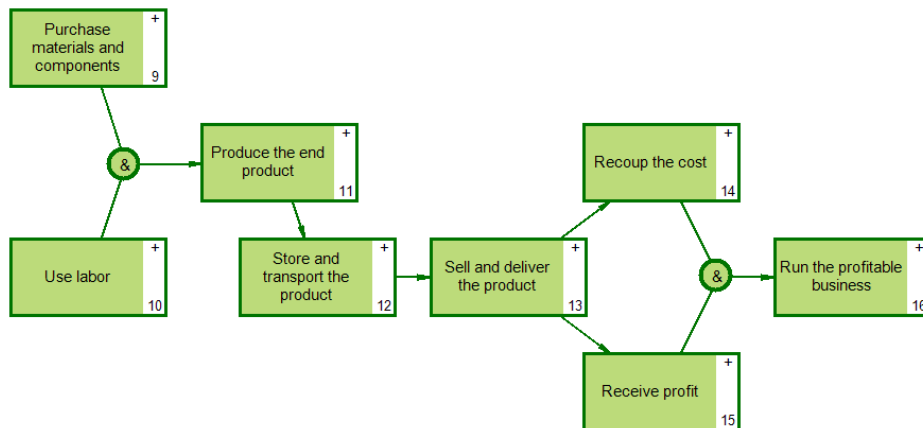 Purchase
materials and
components
+
9
&
Produce the end
product
+
11
Use labor
+
10
Store and
transport the
product
+
12
Sell and deliver
the product
+
13
Recoup the cost
+
14
&
Receive profit
+
15
Run the profitable
business
+
16